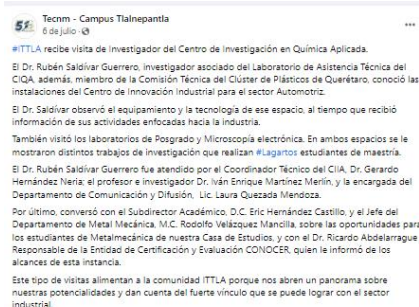 Tecnm - Campus Tlalnepantla
6 de julio ·
#ITTLA recibe visita de Investigador del Centro de Investigación en Química Aplicada.
El Dr. Rubén Saldívar Guerrero, investigador asociado del Laboratorio de Asistencia Técnica del
CIQA, además, miembro de la Comisión Técnica del Clúster de Plásticos de Querétaro, conoció las
instalaciones del Centro de Innovación Industrial para el sector Automotriz.
El Dr. Saldívar observó el equipamiento y la tecnología de ese espacio, al tiempo que recibió
información de sus actividades enfocadas hacia la industria.
También visitó los laboratorios de Posgrado y Microscopía electrónica. En ambos espacios se le
mostraron distintos trabajos de investigación que realizan #Lagartos estudiantes de maestría.
El Dr. Rubén Saldívar Guerrero fue atendido por el Coordinador Técnico del CIIA, Dr. Gerardo
Hernández Neria; el profesor e investigador Dr. Iván Enrique Martínez Merlín, y la encargada del
Departamento de Comunicación y Difusión, Lic. Laura Quezada Mendoza.
Por último, conversó con el Subdirector Académico, D.C. Eric Hernández Castillo, y el Jefe del
Departamento de Metal Mecánica, M.C. Rodolfo Velázquez Mancilla, sobre las oportunidades para
los estudiantes de Metalmecánica de nuestra Casa de Estudios, y con el Dr. Ricardo Abdelarrague
Responsable de la Entidad de Certificación y Evaluación CONOCER, quien le informó de los
alcances de esta instancia.
Este tipo de visitas alimentan a la comunidad ITTLA porque nos abren un panorama sobre
nuestras potencialidades y dan cuenta del fuerte vínculo que se puede lograr con el sector
industrial.